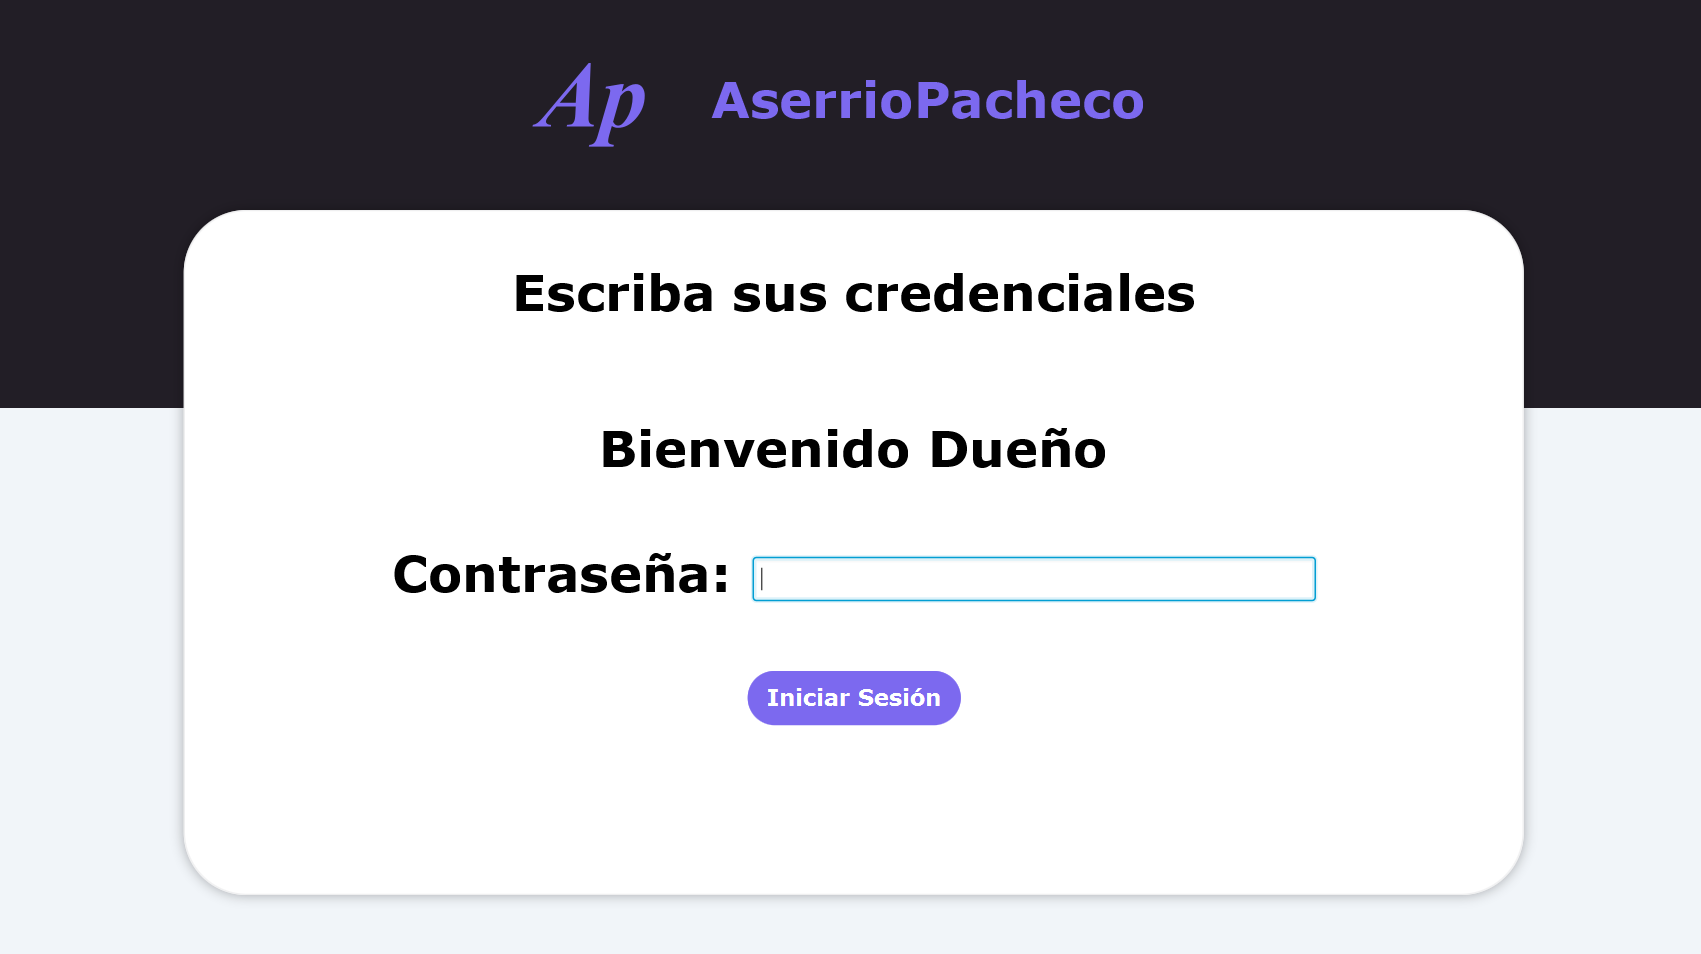 Ap AserrioPacheco
Escriba sus credenciales
Bienvenido Dueño
Contraseña:
Iniciar Sesión